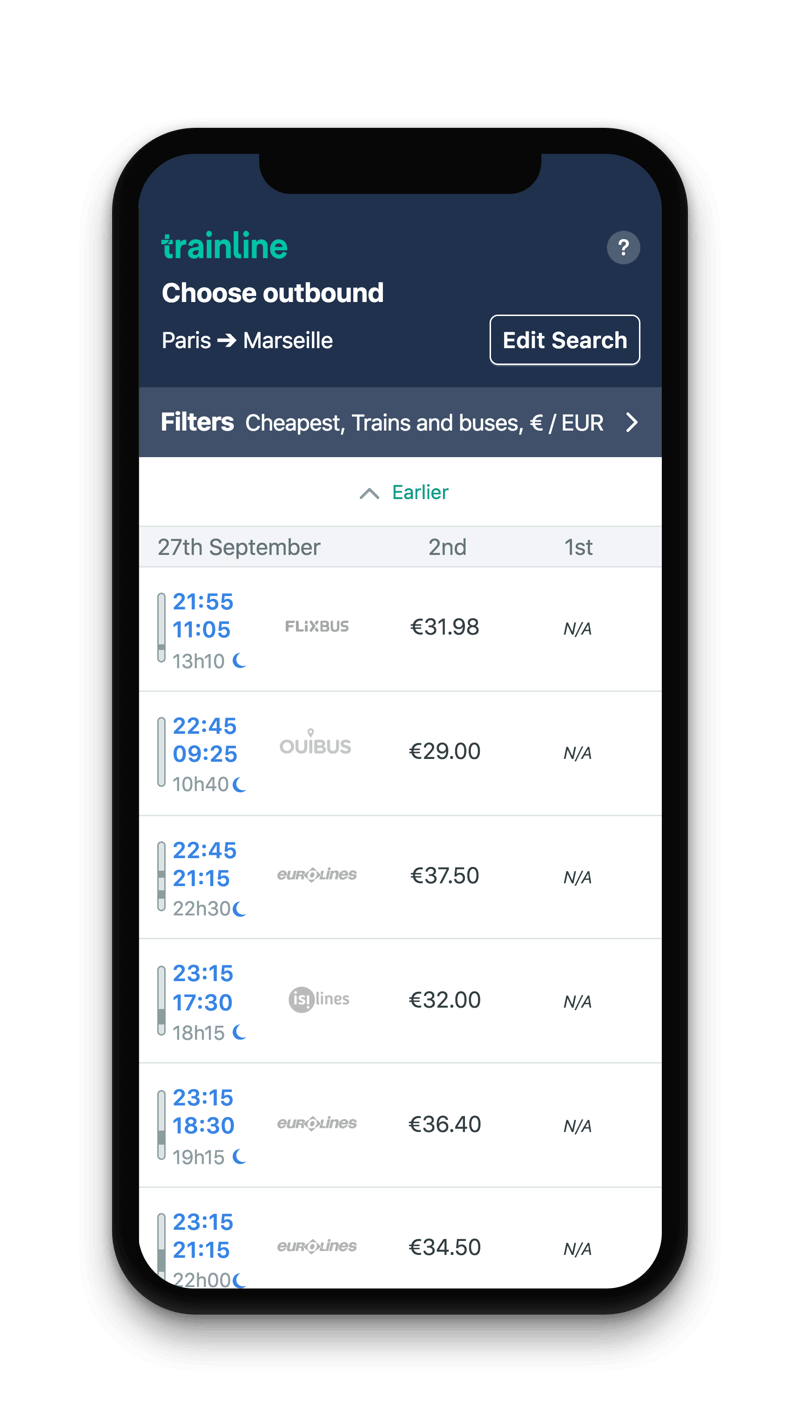 trainline
?
Choose outbound
Paris → Marseille
Edit Search
Filters Cheapest, Trains and buses, € / EUR
Earlier
27th September 2nd 1st
21:55
11:05
FLiXBUS €31.98 N/A
13h10
22:45
09:25
OUIBUS €29.00 N/A
10h40
22:45
21:15
eurolines €37.50 N/A
22h30
23:15
17:30
isilines €32.00 N/A
18h15
23:15
18:30
eurolines €36.40 N/A
19h15
23:15
21:15
eurolines €34.50 N/A
22h00